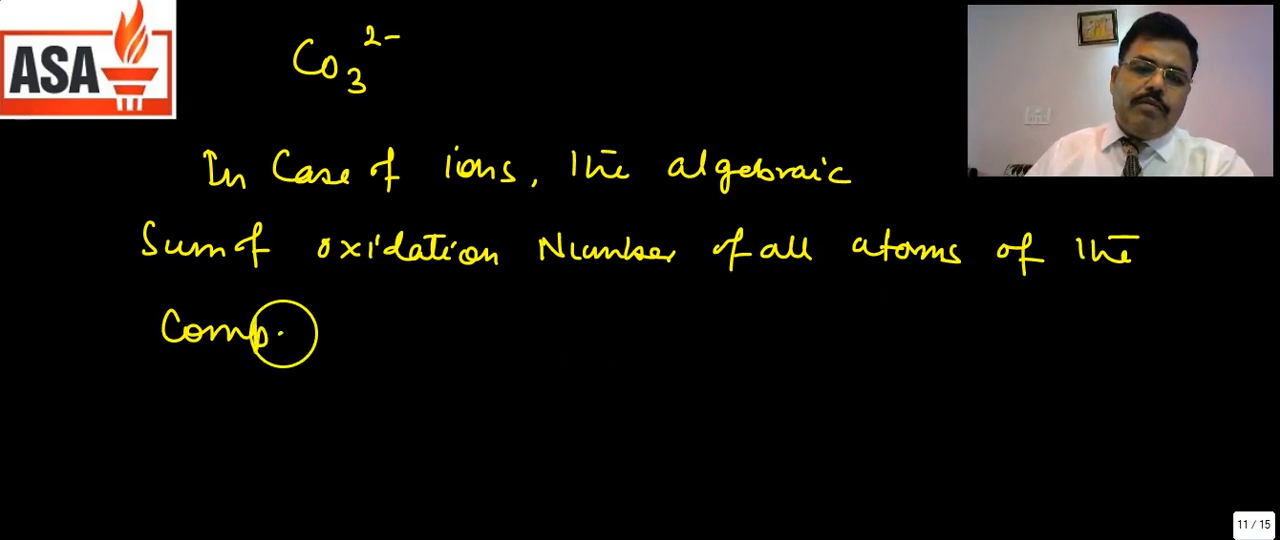 ASA
CO3 2-
In Case of ions, the algebraic
Sum of oxidation Number of all atoms of the
Comp.
11 / 15